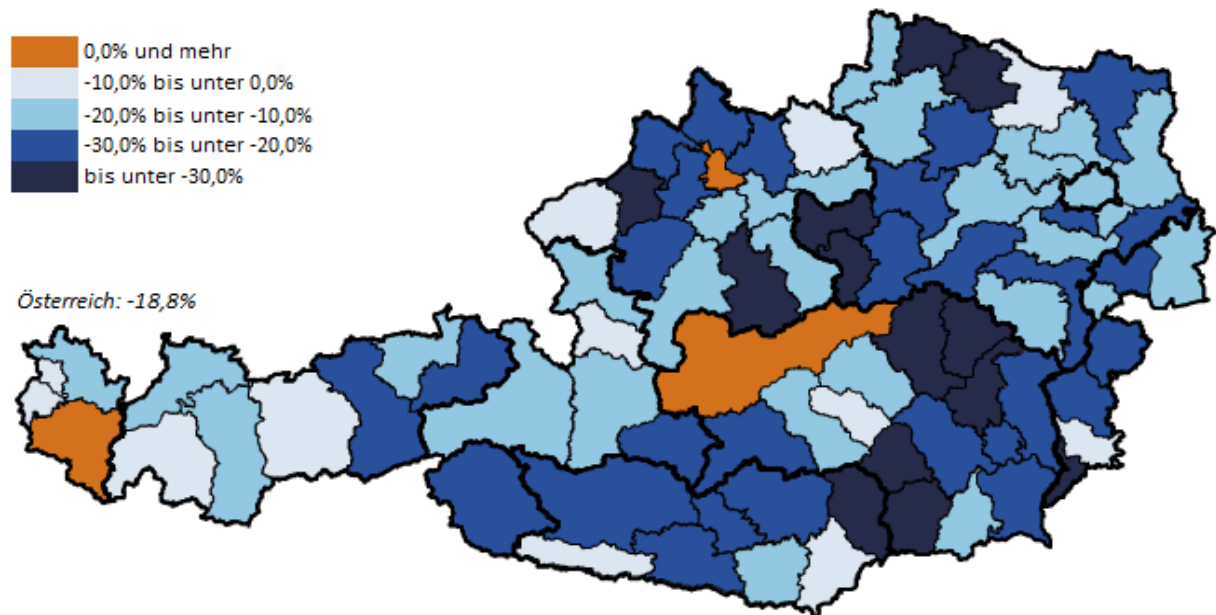 0,0% und mehr
-10,0% bis unter 0,0%
-20,0% bis unter -10,0%
-30,0% bis unter -20,0%
bis unter -30,0%
Österreich: -18,8%